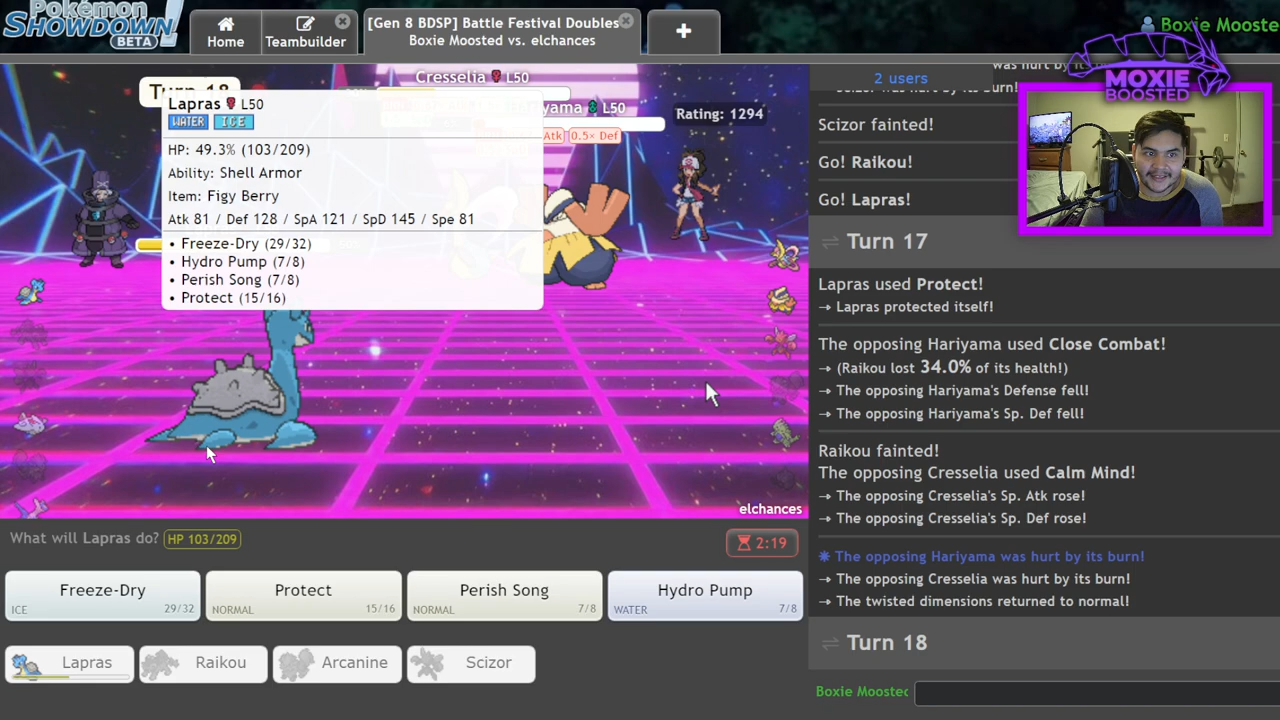 Pokémon
SHOWDOWN!
BETA
Home
Teambuilder
[Gen 8 BDSP] Battle Festival Doubles
Boxie Moosted vs. elchances
+
Boxie Mooste
MOXIE
BOOSTED
2 users
was hurt by its burn!
Cresselia L50
yama L50
Atk 0.5× Def
Rating: 1294
Turn 18
Lapras L50
WATER ICE
HP: 49.3% (103/209)
Ability: Shell Armor
Item: Figy Berry
Atk 81 / Def 128 / SpA 121 / SpD 145 / Spe 81
• Freeze-Dry (29/32)
• Hydro Pump (7/8)
• Perish Song (7/8)
• Protect (15/16)
elchances
Scizor fainted!
Go! Raikou!
Go! Lapras!
Turn 17
Lapras used Protect!
→ Lapras protected itself!
The opposing Hariyama used Close Combat!
→ (Raikou lost 34.0% of its health!)
→ The opposing Hariyama's Defense fell!
→ The opposing Hariyama's Sp. Def fell!
Raikou fainted!
The opposing Cresselia used Calm Mind!
→ The opposing Cresselia's Sp. Atk rose!
→ The opposing Cresselia's Sp. Def rose!
The opposing Hariyama was hurt by its burn!
→ The opposing Cresselia was hurt by its burn!
→ The twisted dimensions returned to normal!
Turn 18
Boxie Moosted
What will Lapras do? HP 103/209
2:19
Freeze-Dry
ICE 29/32
Protect
NORMAL 15/16
Perish Song
NORMAL 7/8
Hydro Pump
WATER 7/8
Lapras
Raikou
Arcanine
Scizor